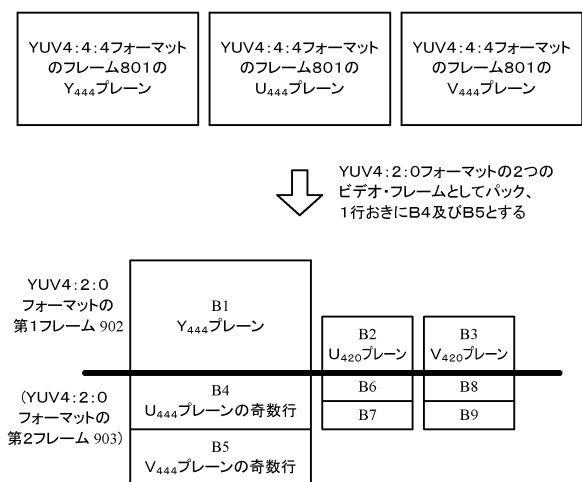 YUV4:4:4フォーマット
のフレーム801の
Y₄₄₄プレーン
YUV4:4:4フォーマット
のフレーム801の
U₄₄₄プレーン
YUV4:4:4フォーマット
のフレーム801の
V₄₄₄プレーン
YUV4:2:0フォーマットの2つの
ビデオ・フレームとしてパック、
1行おきにB4及びB5とする
YUV4:2:0
フォーマットの
第1フレーム 902
B1
Y₄₄₄プレーン
B2
U₄₂₀プレーン
B3
V₄₂₀プレーン
(YUV4:2:0
フォーマットの
第2フレーム 903)
B4
U₄₄₄プレーンの奇数行
B5
V₄₄₄プレーンの奇数行
B6
B7
B8
B9